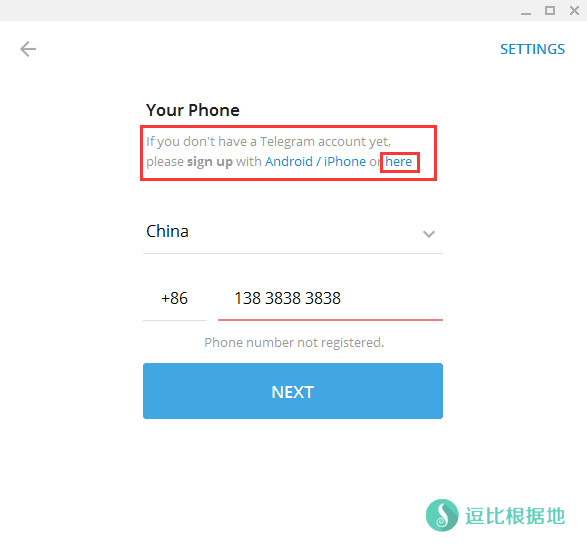 SETTINGS
Your Phone
If you don't have a Telegram account yet,
please sign up with Android / iPhone or here
China
+86 138 3838 3838
Phone number not registered.
NEXT
逗比根据地